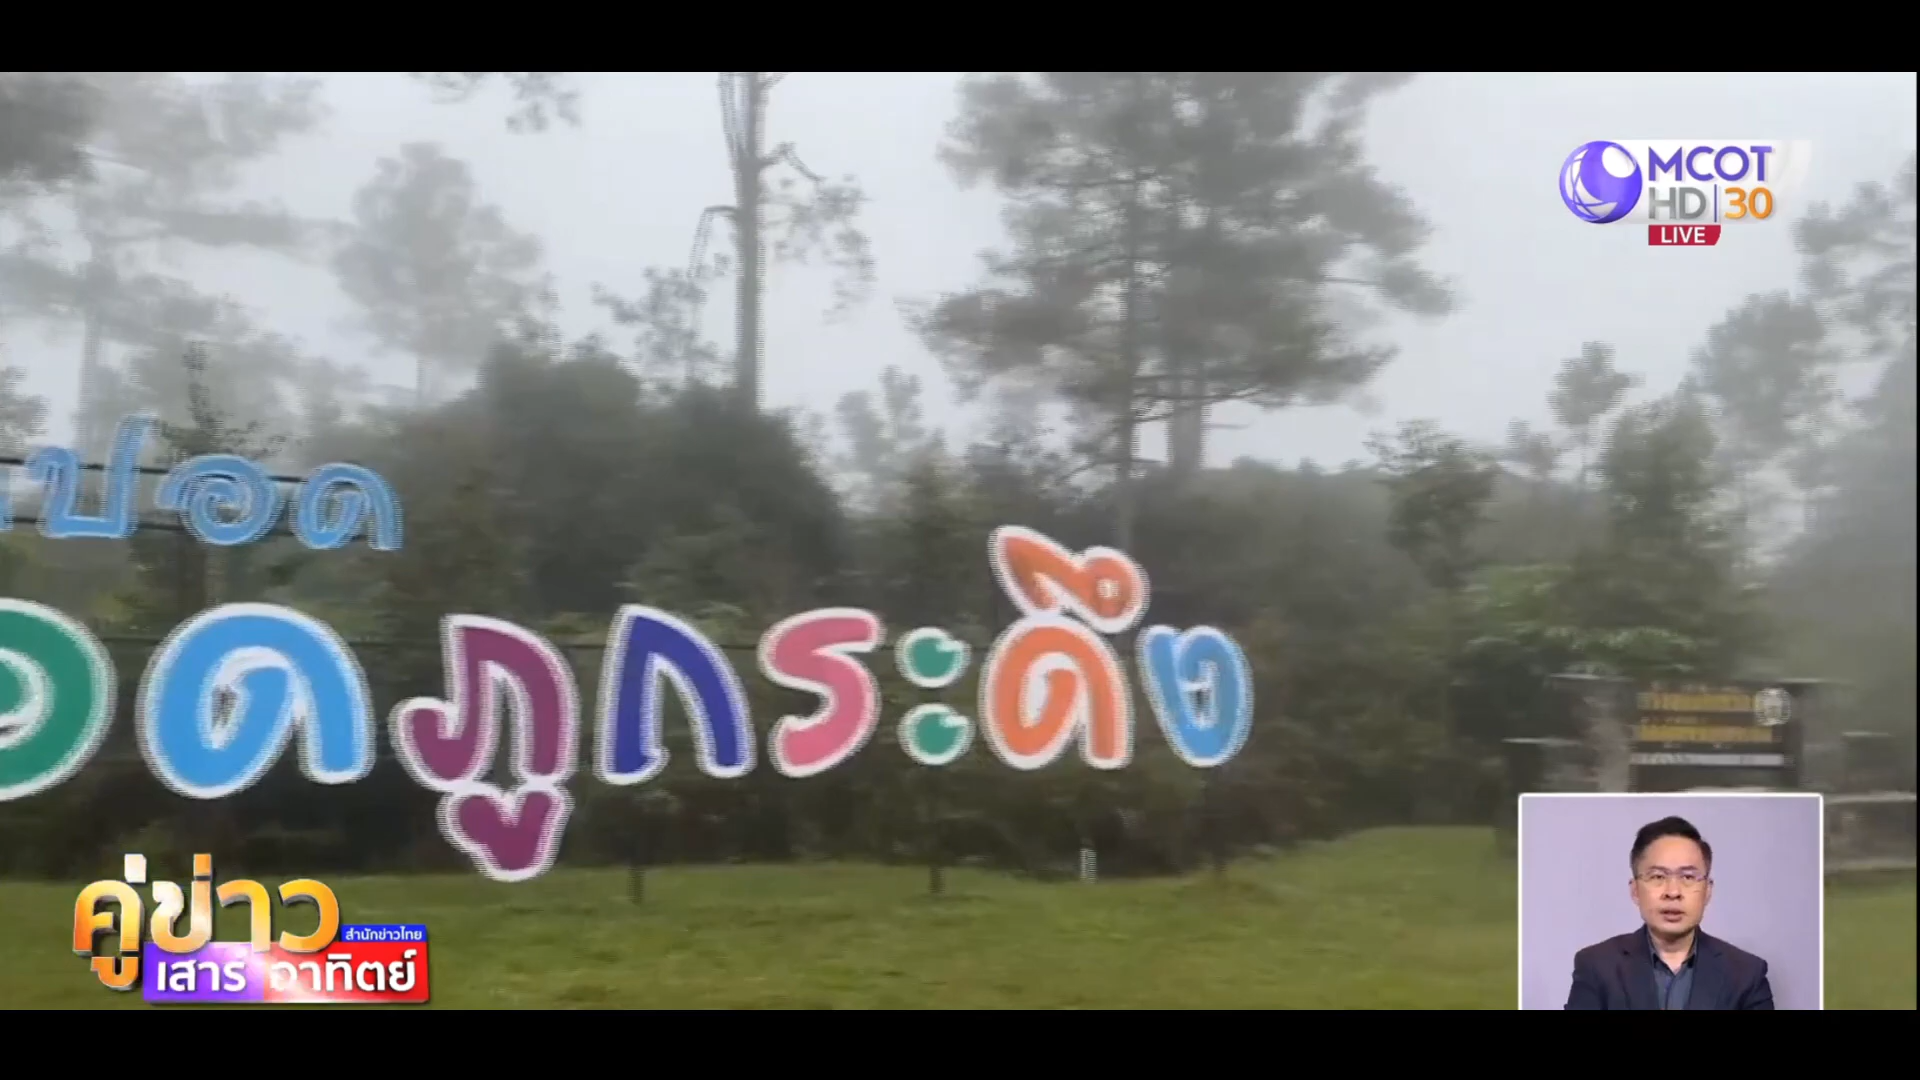 MCOT
HD 30
LIVE
ปอด
อดภูกระดึง
คู่ข่าว
สำนักข่าวไทย
เสาร์ อาทิตย์